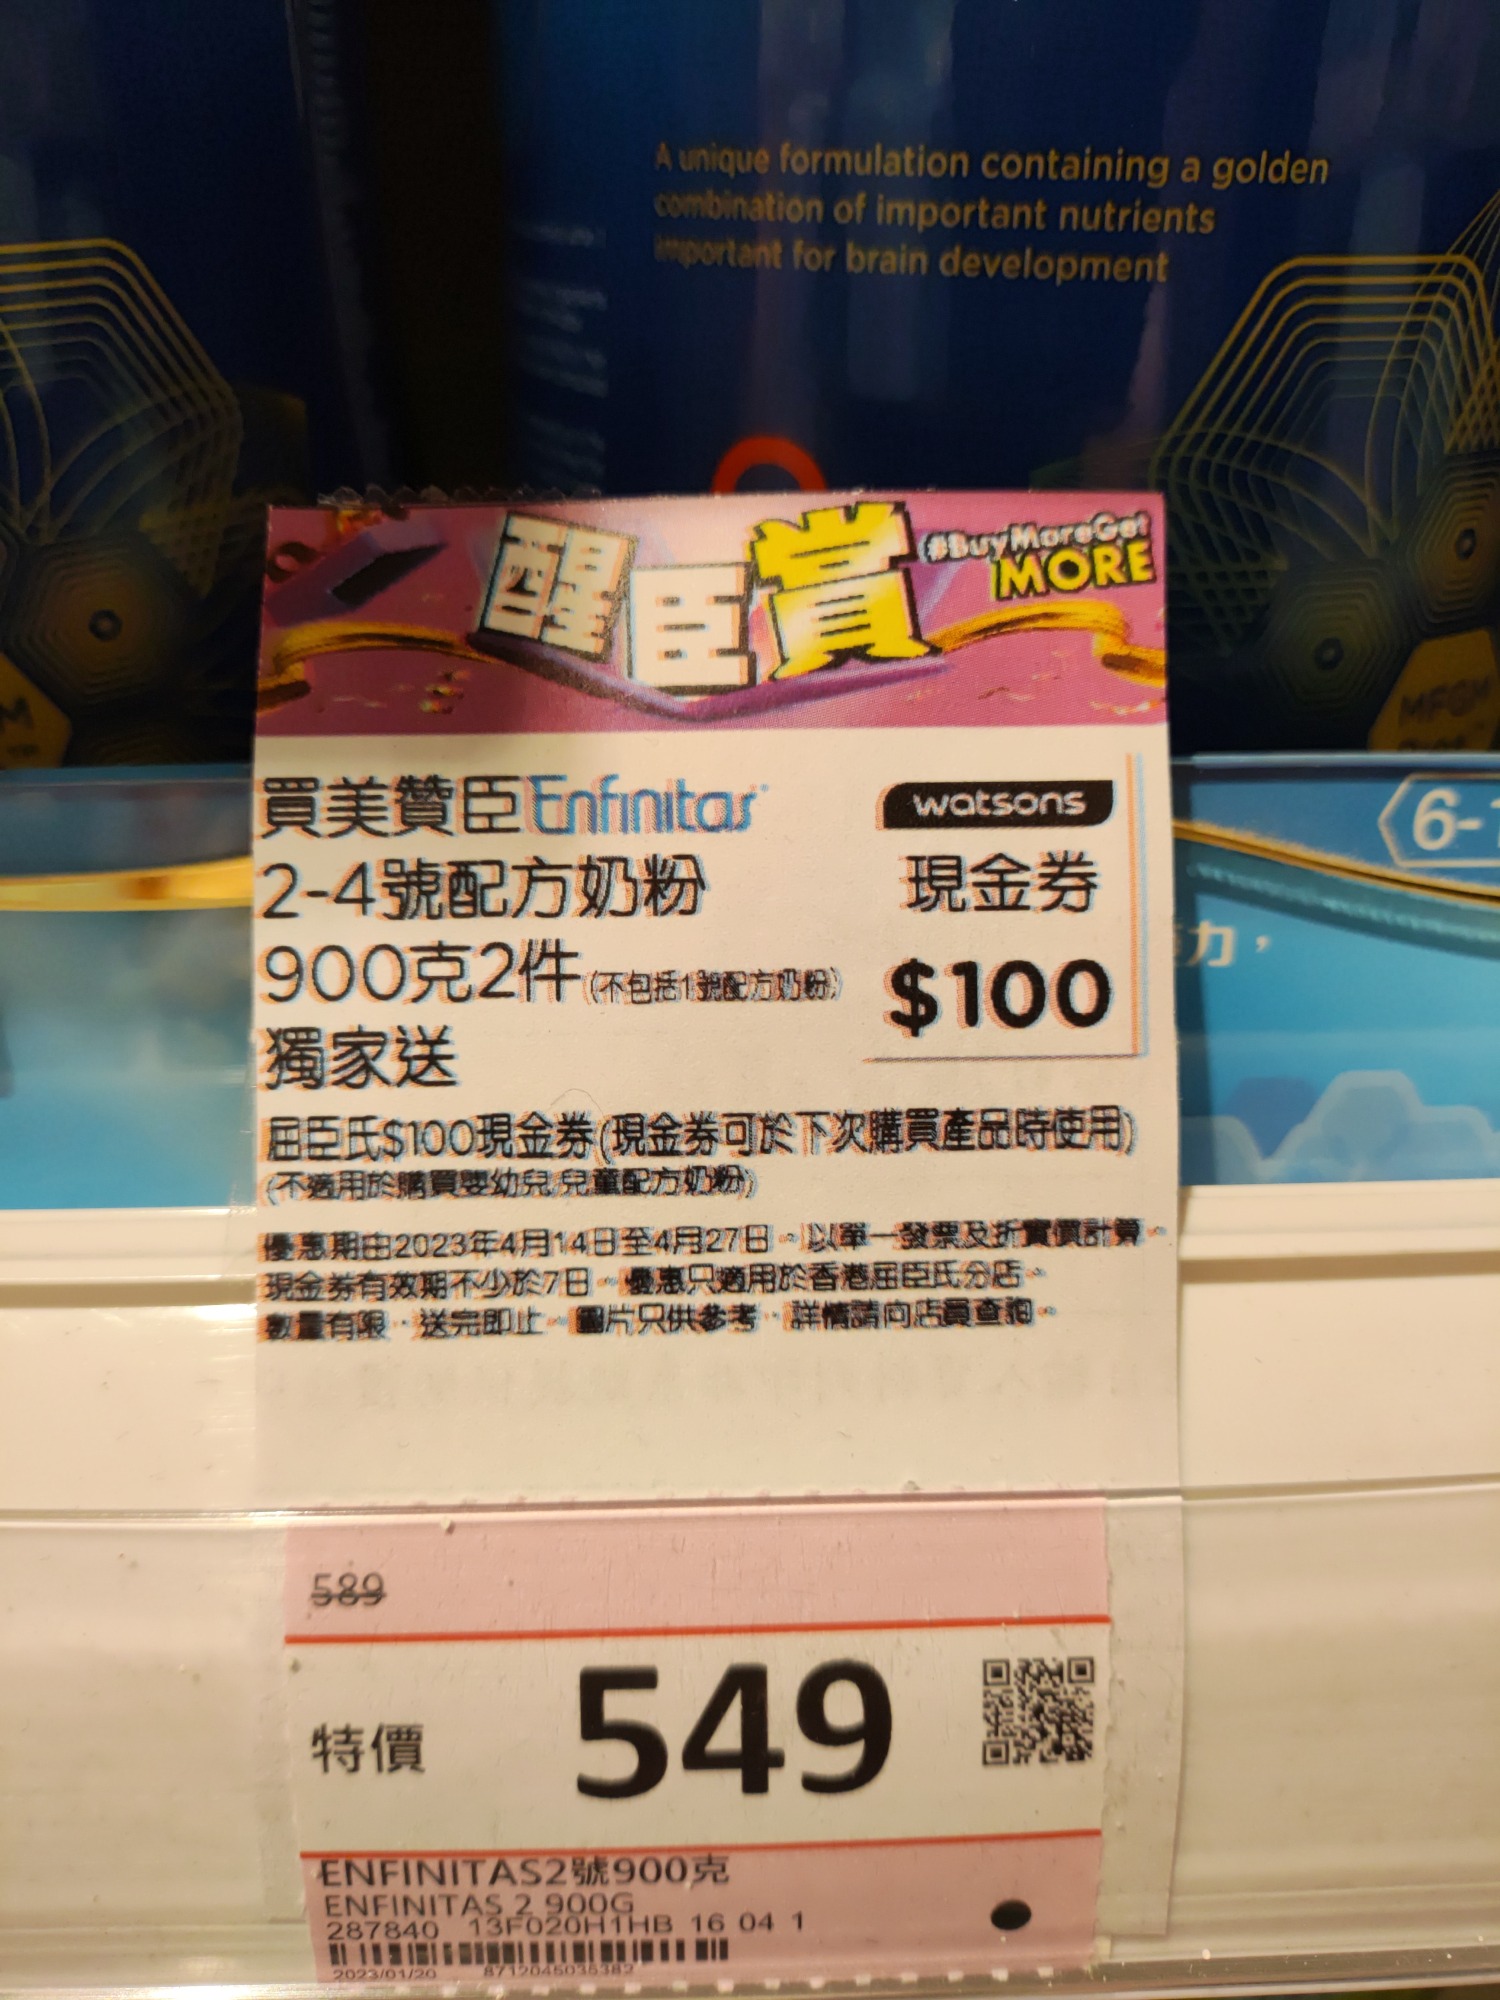 A unique formulation containing a golden
combination of important nutrients
important for brain development
MFGM
醒臣賞
#BuyMoreGet
MORE
買美贊臣Enfinitas
2-4號配方奶粉
900克2件(不包括1號配方奶粉)
獨家送
watsons
現金券
$100
屈臣氏$100現金券(現金券可於下次購買產品時使用)
(不適用於購買嬰幼兒/兒童配方奶粉)
優惠期由2023年4月14日至4月27日。以單一發票及折實價計算。
現金券有效期不少於7日。優惠只適用於香港屈臣氏分店。
數量有限,送完即止。圖片只供參考,詳情請向店員查詢。
6-
力,
589
特價
549
ENFINITAS2號900克
ENFINITAS 2 900G
287840 13F020H1HB 16 04 1
2023/01/20 8712045035382